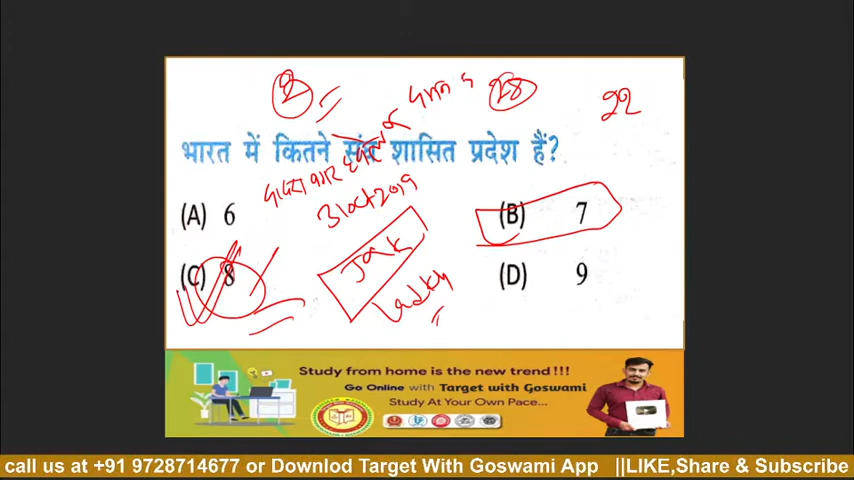 28
22
भारत में कितने संघ शासित प्रदेश हैं?
(A) 6
(B) 7
31 Oct 2019
(C) 8
J&K
(D) 9
Study from home is the new trend !!!
Go Online with Target with Goswami
Study At Your Own Pace...
call us at +91 9728714677 or Downlod Target With Goswami App ||LIKE,Share & Subscribe